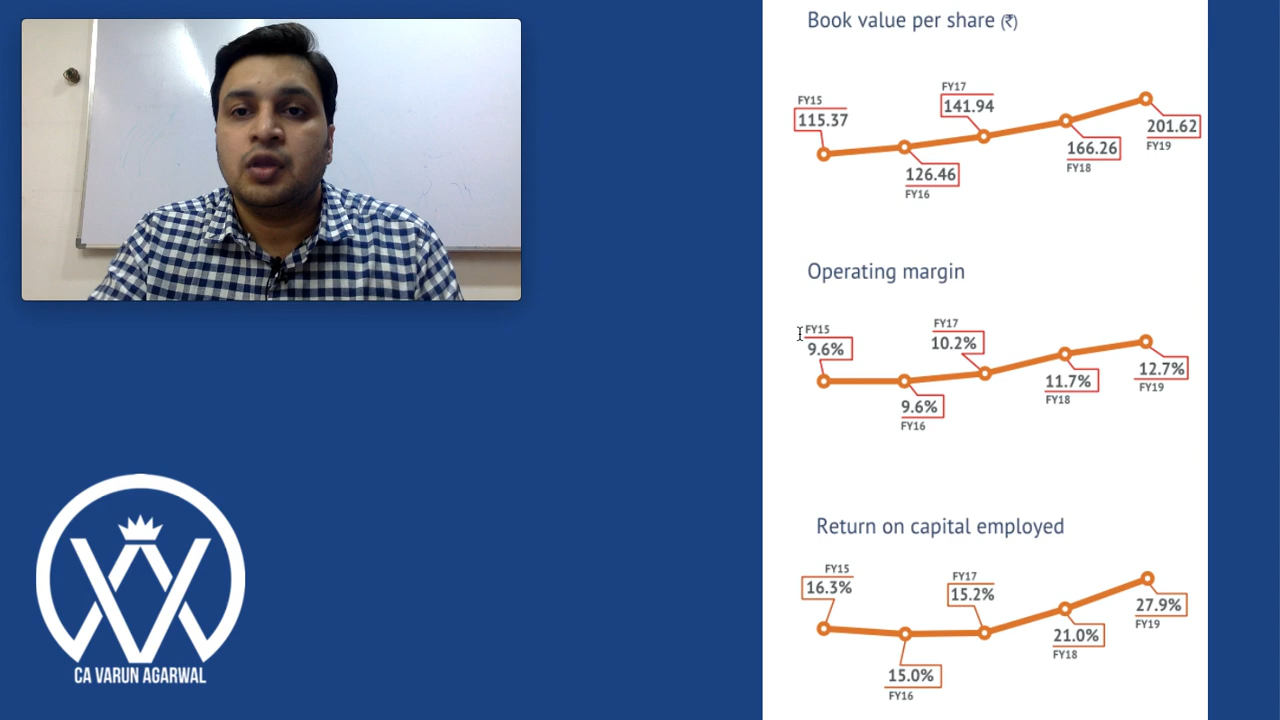 Book value per share (₹)
FY15
115.37
126.46
FY16
FY17
141.94
166.26
FY18
201.62
FY19
Operating margin
FY15
9.6%
9.6%
FY16
FY17
10.2%
11.7%
FY18
12.7%
FY19
Return on capital employed
FY15
16.3%
15.0%
FY16
FY17
15.2%
21.0%
FY18
27.9%
FY19
CA VARUN AGARWAL